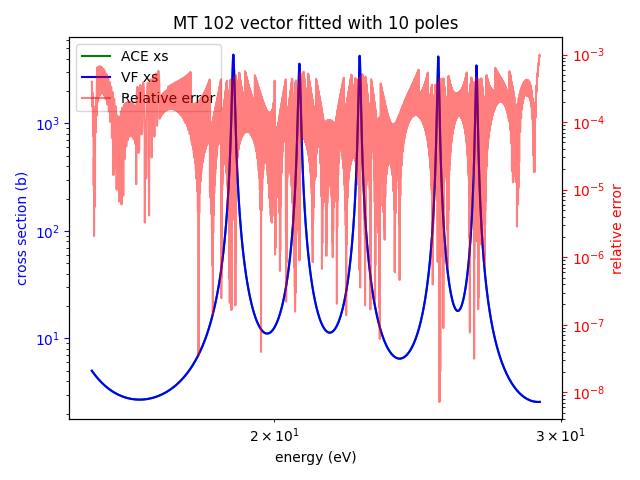 MT 102 vector fitted with 10 poles
ACE xs
VF xs
Relative error
10³
10²
10¹
cross section (b)
10⁻³
10⁻⁴
10⁻⁵
10⁻⁶
10⁻⁷
10⁻⁸
relative error
2 × 10¹
3 × 10¹
energy (eV)